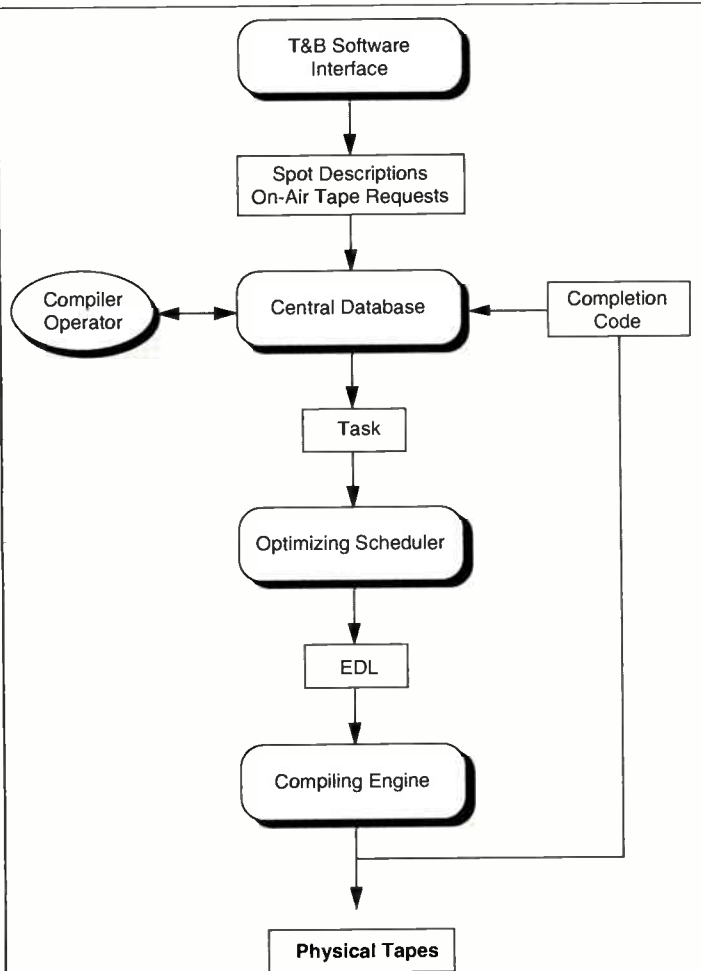 T&B Software
Interface
Spot Descriptions
On-Air Tape Requests
Compiler
Operator
Central Database
Completion
Code
Task
Optimizing Scheduler
EDL
Compiling Engine
Physical Tapes